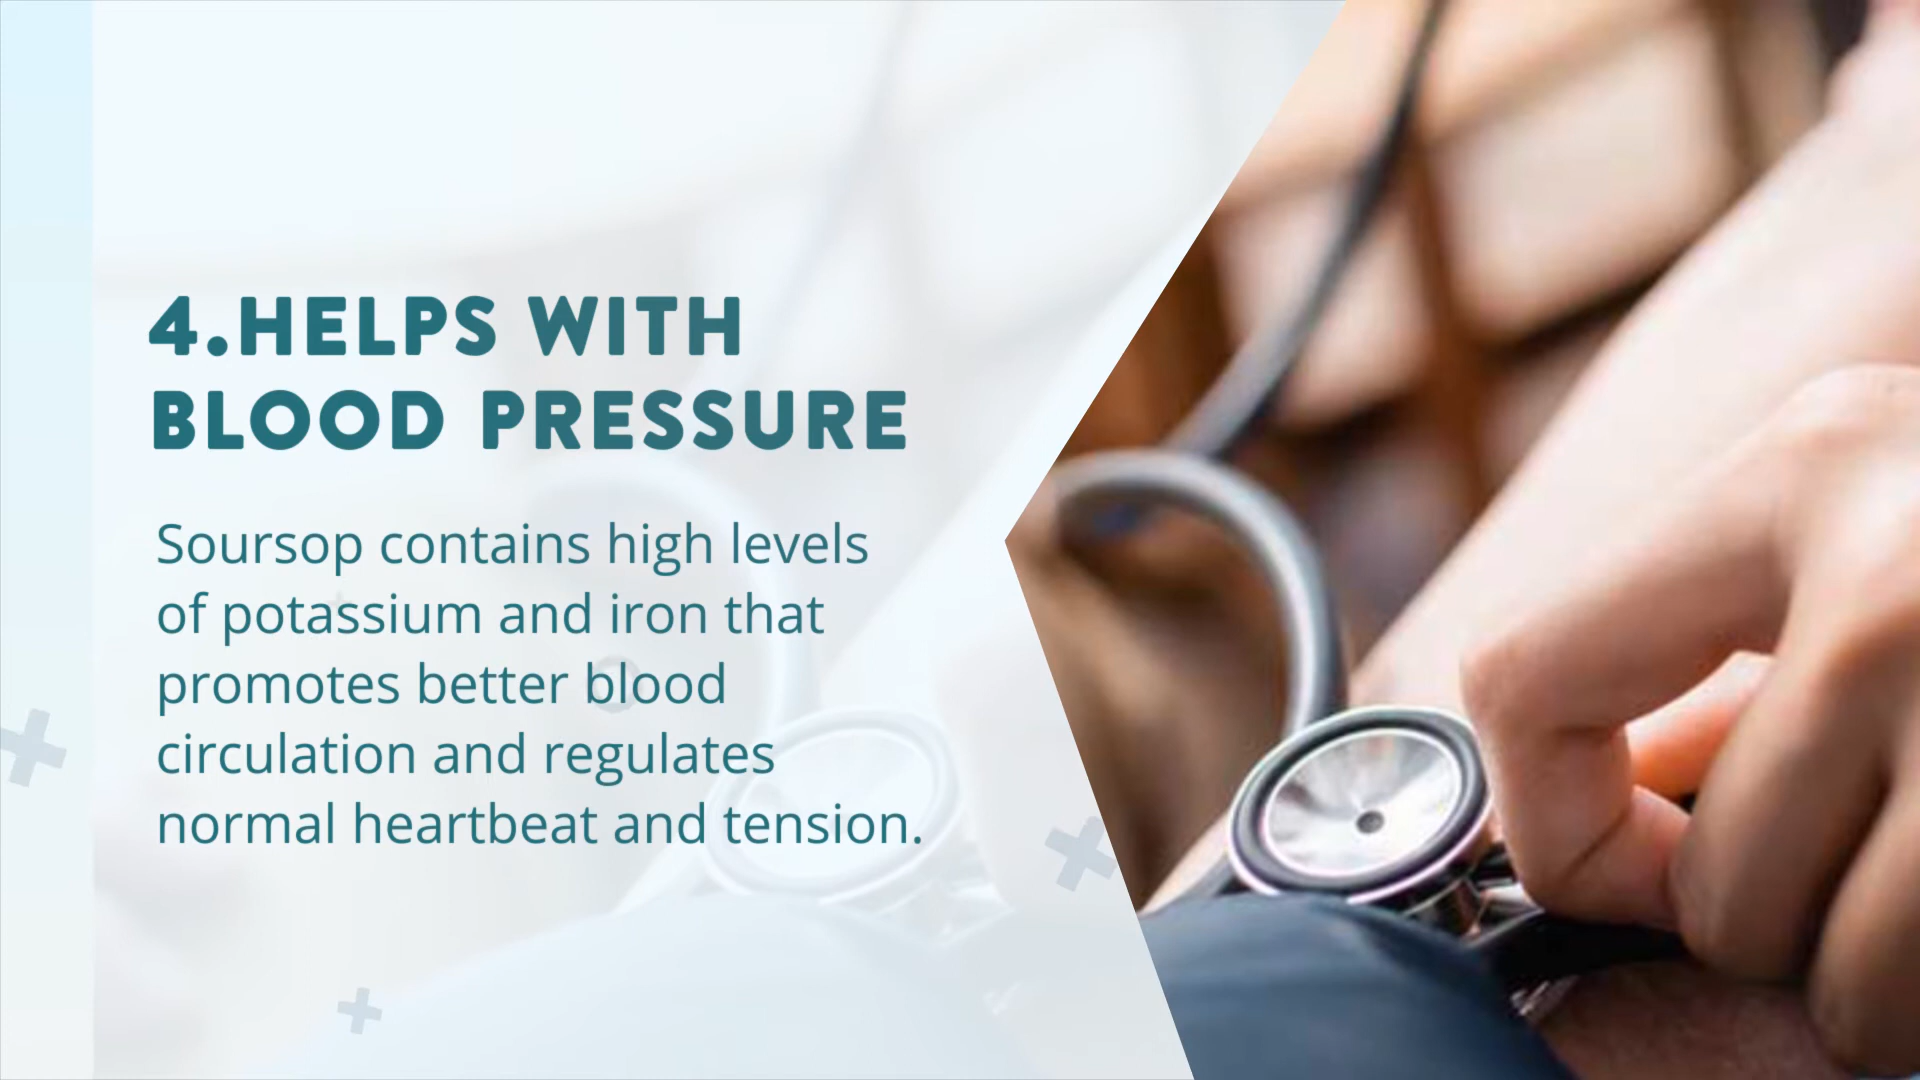 4.HELPS WITH
BLOOD PRESSURE
Soursop contains high levels
of potassium and iron that
promotes better blood
circulation and regulates
normal heartbeat and tension.